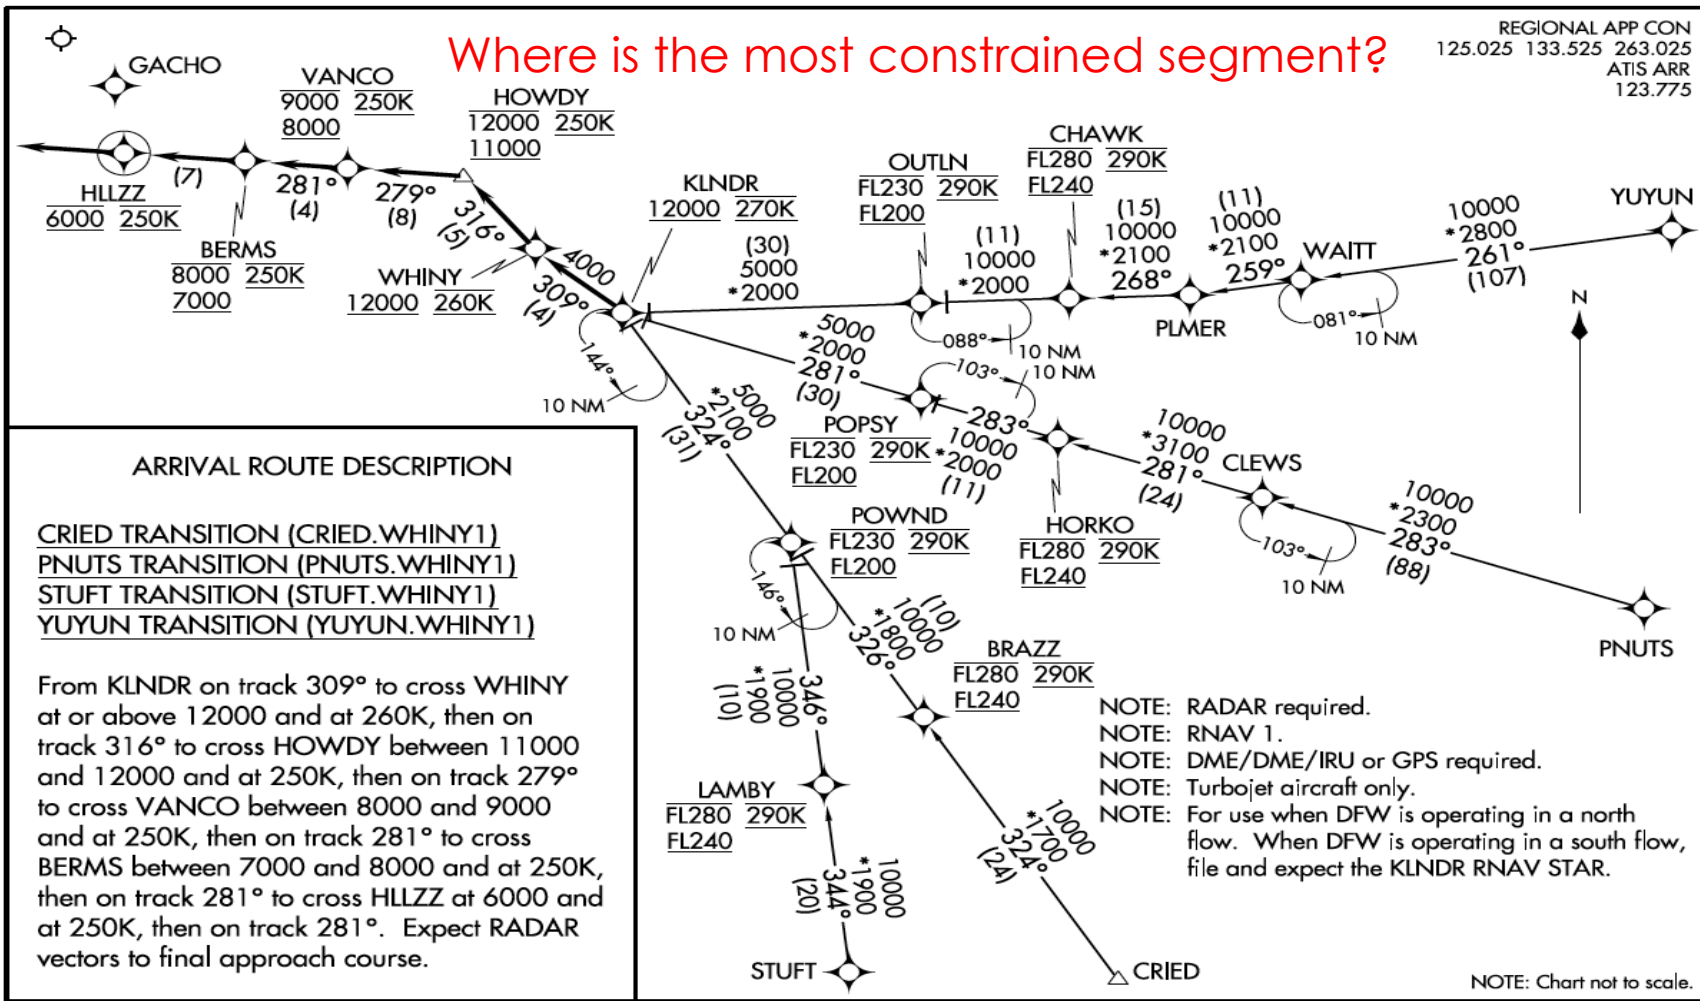 Where is the most constrained segment?
REGIONAL APP CON
125.025 133.525 263.025
ATIS ARR
123.775
GACHO
VANCO
9000 250K
8000
HOWDY
12000 250K
11000
HLLZZ
6000 250K
(7)
BERMS
8000 250K
7000
281°
(4)
279°
(8)
316°
(5)
WHINY
12000 260K
4000
309°
(4)
KLNDR
12000 270K
144°
10 NM
(30)
5000
*2000
OUTLN
FL230 290K
FL200
(11)
10000
*2000
088°
10 NM
CHAWK
FL280 290K
FL240
(15)
10000
*2100
268°
PLMER
(11)
10000
*2100
259°
WAITT
081°
10 NM
10000
*2800
261°
(107)
YUYUN
N
5000
*2000
281°
(30)
POPSY
FL230 290K
FL200
103°
10 NM
283°
10000
*2000
(11)
HORKO
FL280 290K
FL240
10000
*3100
281°
(24)
CLEWS
103°
10 NM
10000
*2300
283°
(88)
PNUTS
5000
*2100
324°
(31)
POWND
FL230 290K
FL200
146°
10 NM
(10)
10000
*1800
326°
BRAZZ
FL280 290K
FL240
346°
10000
*1900
(10)
LAMBY
FL280 290K
FL240
1000
*1900
344°
(20)
STUFT
10000
*1700
324°
(24)
CRIED
ARRIVAL ROUTE DESCRIPTION
CRIED TRANSITION (CRIED.WHINY1)
PNUTS TRANSITION (PNUTS.WHINY1)
STUFT TRANSITION (STUFT.WHINY1)
YUYUN TRANSITION (YUYUN.WHINY1)
From KLNDR on track 309° to cross WHINY
at or above 12000 and at 260K, then on
track 316° to cross HOWDY between 11000
and 12000 and at 250K, then on track 279°
to cross VANCO between 8000 and 9000
and at 250K, then on track 281° to cross
BERMS between 7000 and 8000 and at 250K,
then on track 281° to cross HLLZZ at 6000 and
at 250K, then on track 281°. Expect RADAR
vectors to final approach course.
NOTE: RADAR required.
NOTE: RNAV 1.
NOTE: DME/DME/IRU or GPS required.
NOTE: Turbojet aircraft only.
NOTE: For use when DFW is operating in a north
flow. When DFW is operating in a south flow,
file and expect the KLNDR RNAV STAR.
NOTE: Chart not to scale.